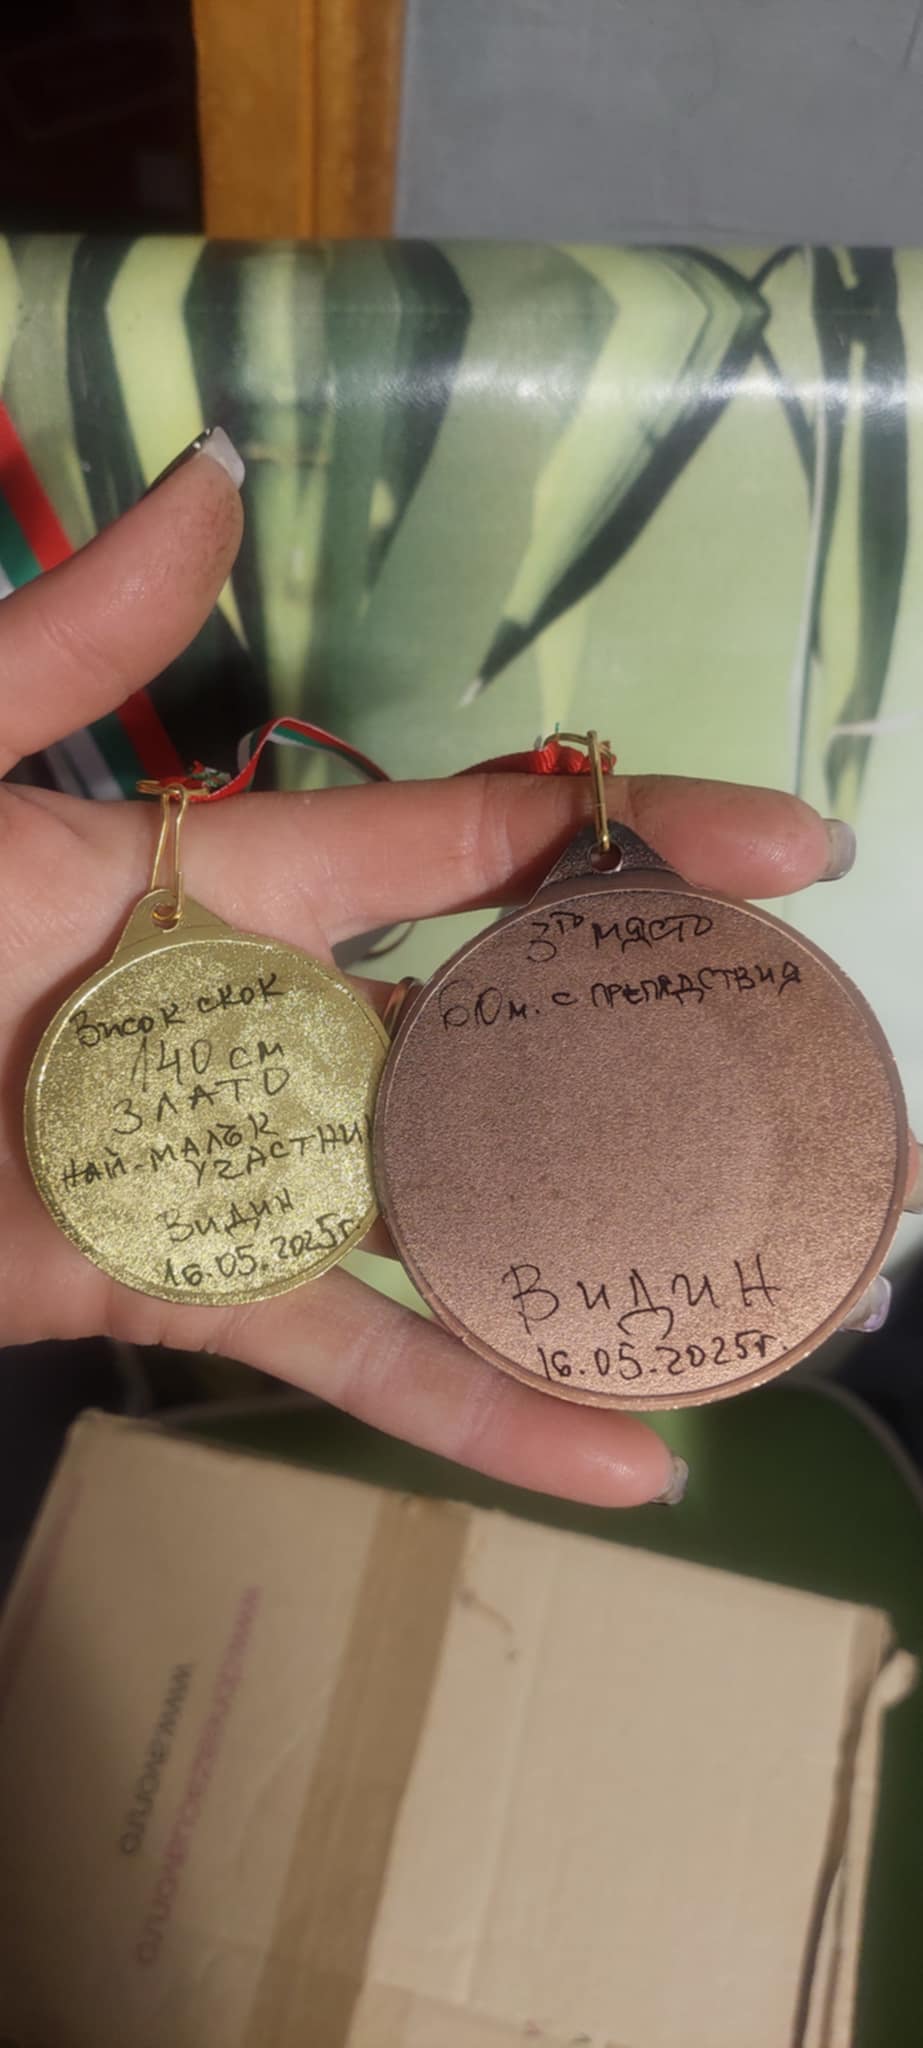 Висок скок
140 см
ЗЛАТО
Най-МАЛЪК
УЧАСТНИ
Видин
16.05.2025г.
3ТО МЯСТО
60м. с ПРЕПЯДСТВИЯ
Видин
16.05.2025г.